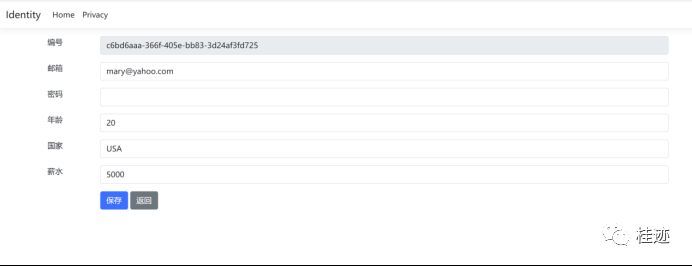 Identity Home Privacy
编号 c6bd6aaa-366f-405e-bb83-3d24af3fd725
邮箱 mary@yahoo.com
密码
年龄 20
国家 USA
薪水 5000
保存 返回
桂迹